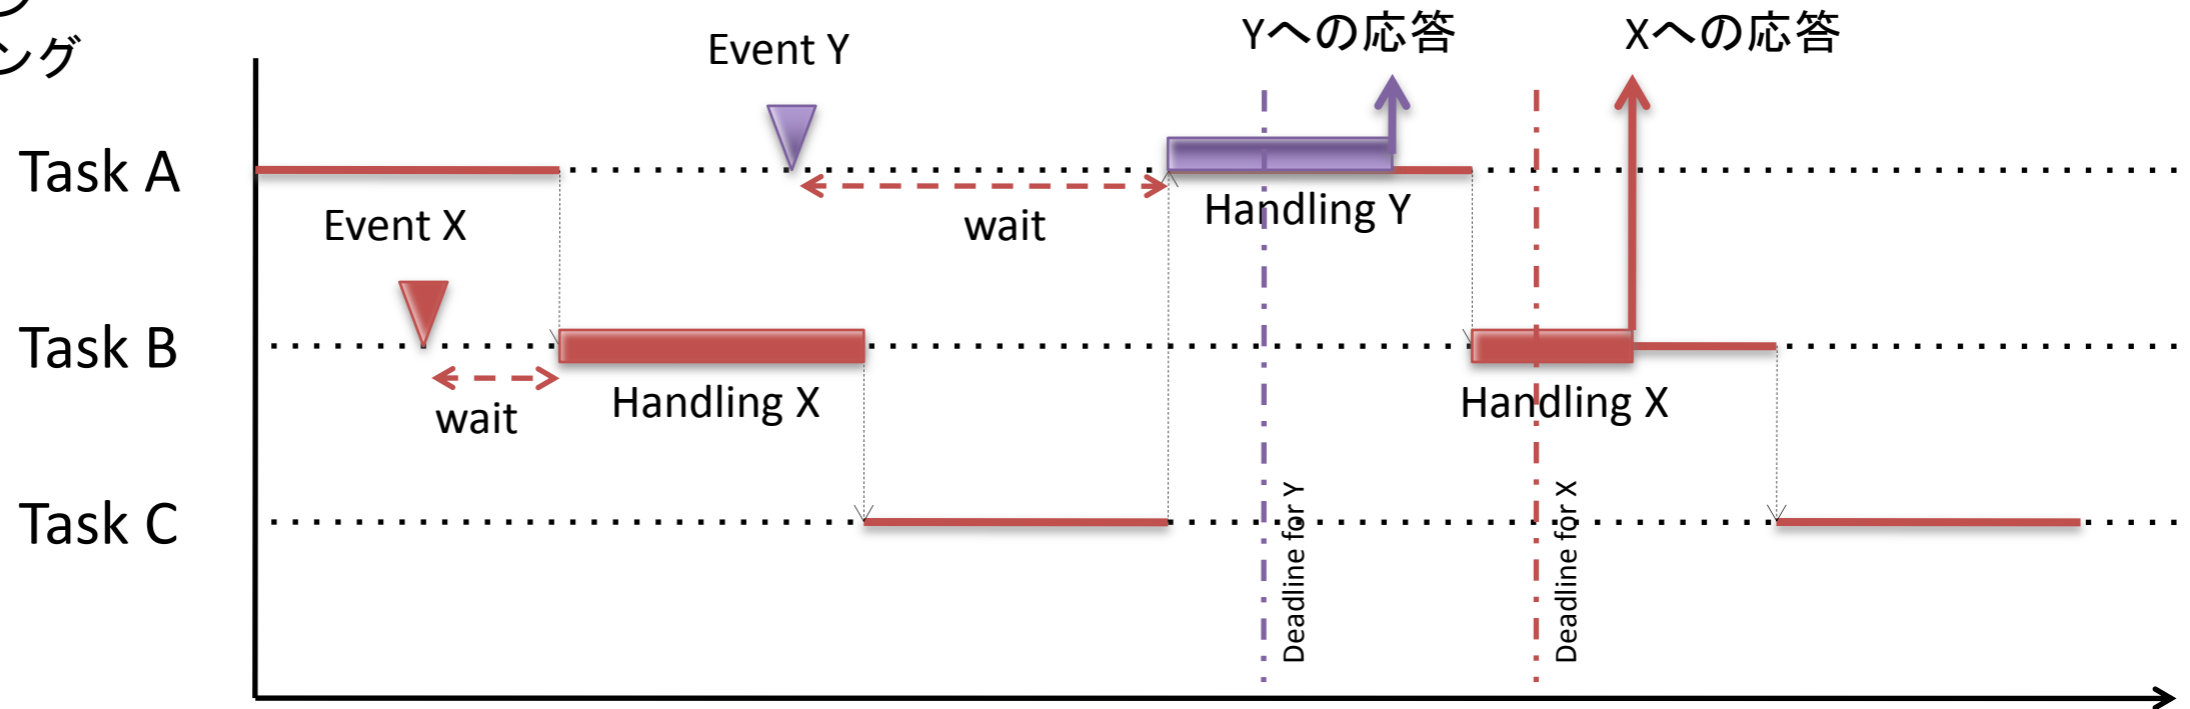 ング
Event Y
Yへの応答
Xへの応答
Task A
Event X
wait
Handling Y
Task B
wait
Handling X
Handling X
Task C
Deadline for Y
Deadline for X